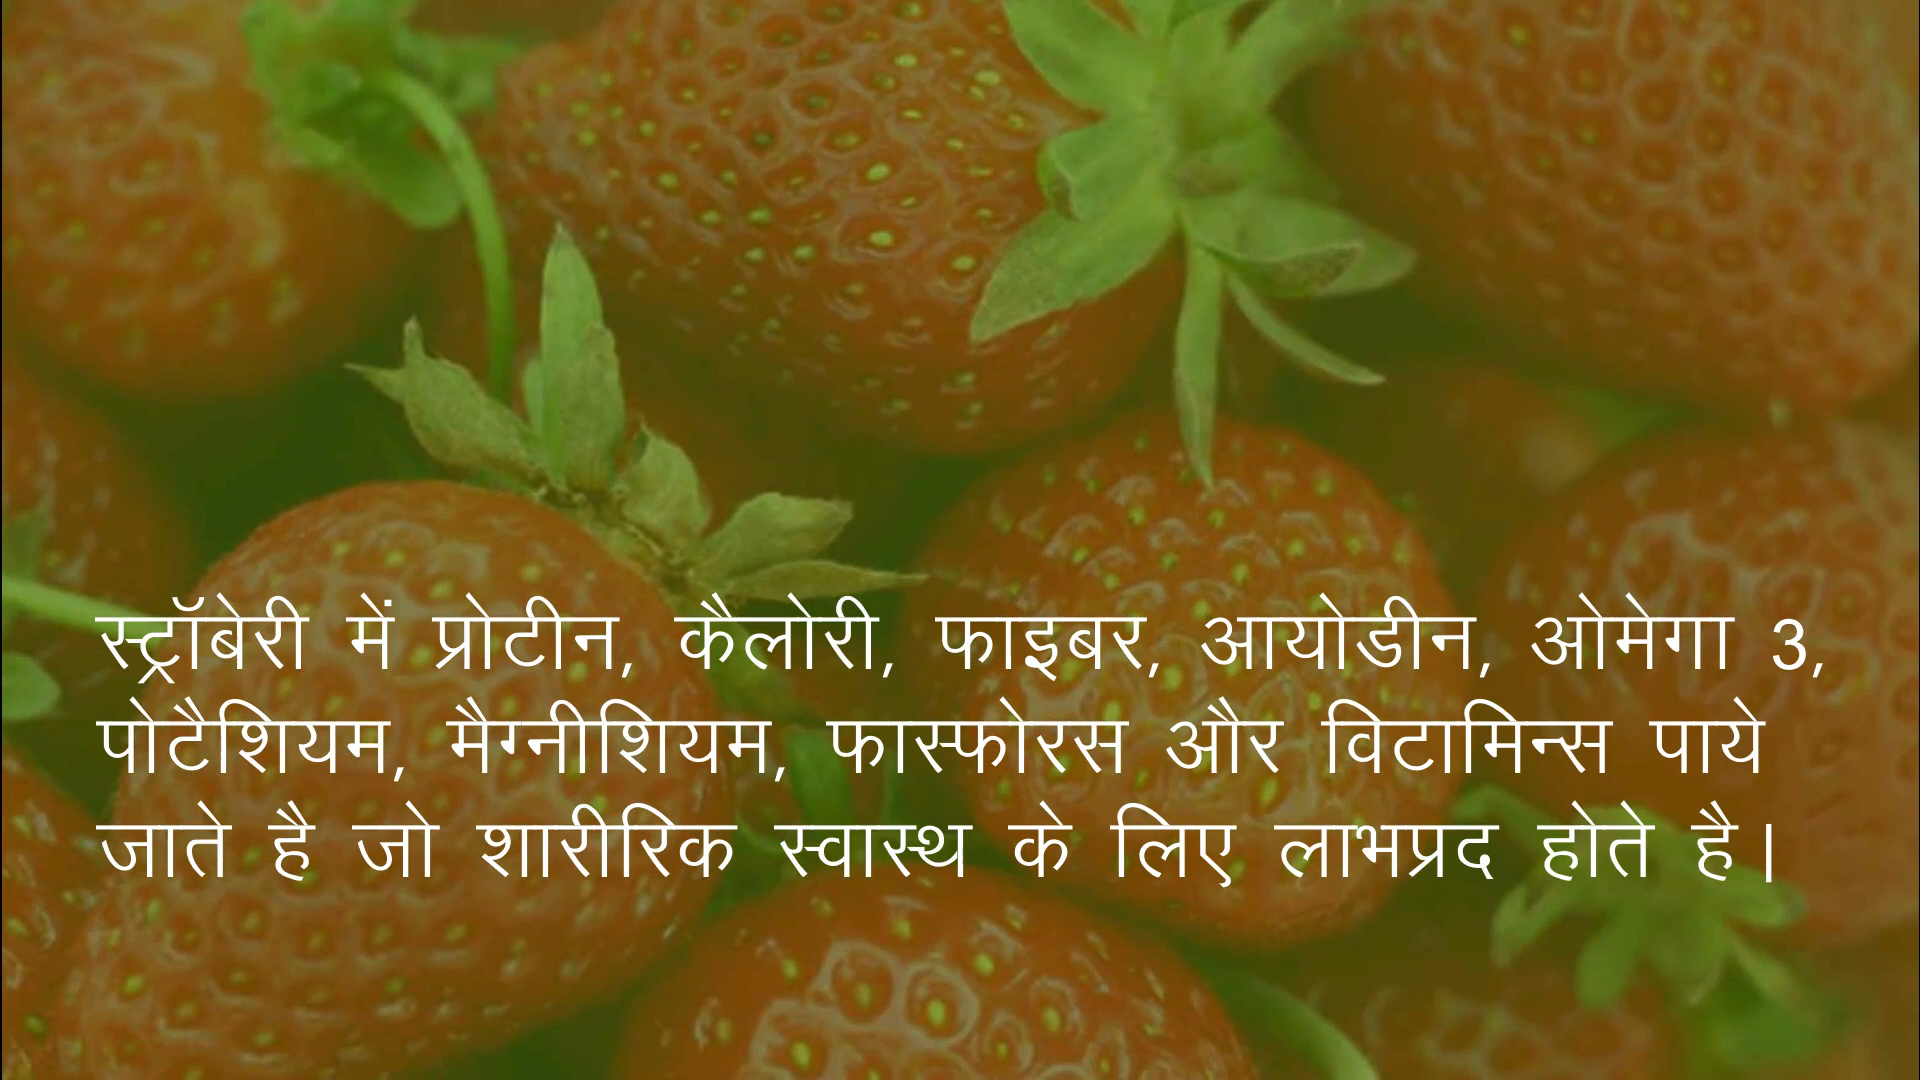 स्ट्रॉबेरी में प्रोटीन, कैलोरी, फाइबर, आयोडीन, ओमेगा 3,
पोटैशियम, मैग्नीशियम, फास्फोरस और विटामिन्स पाये
जाते है जो शारीरिक स्वास्थ के लिए लाभप्रद होते है|